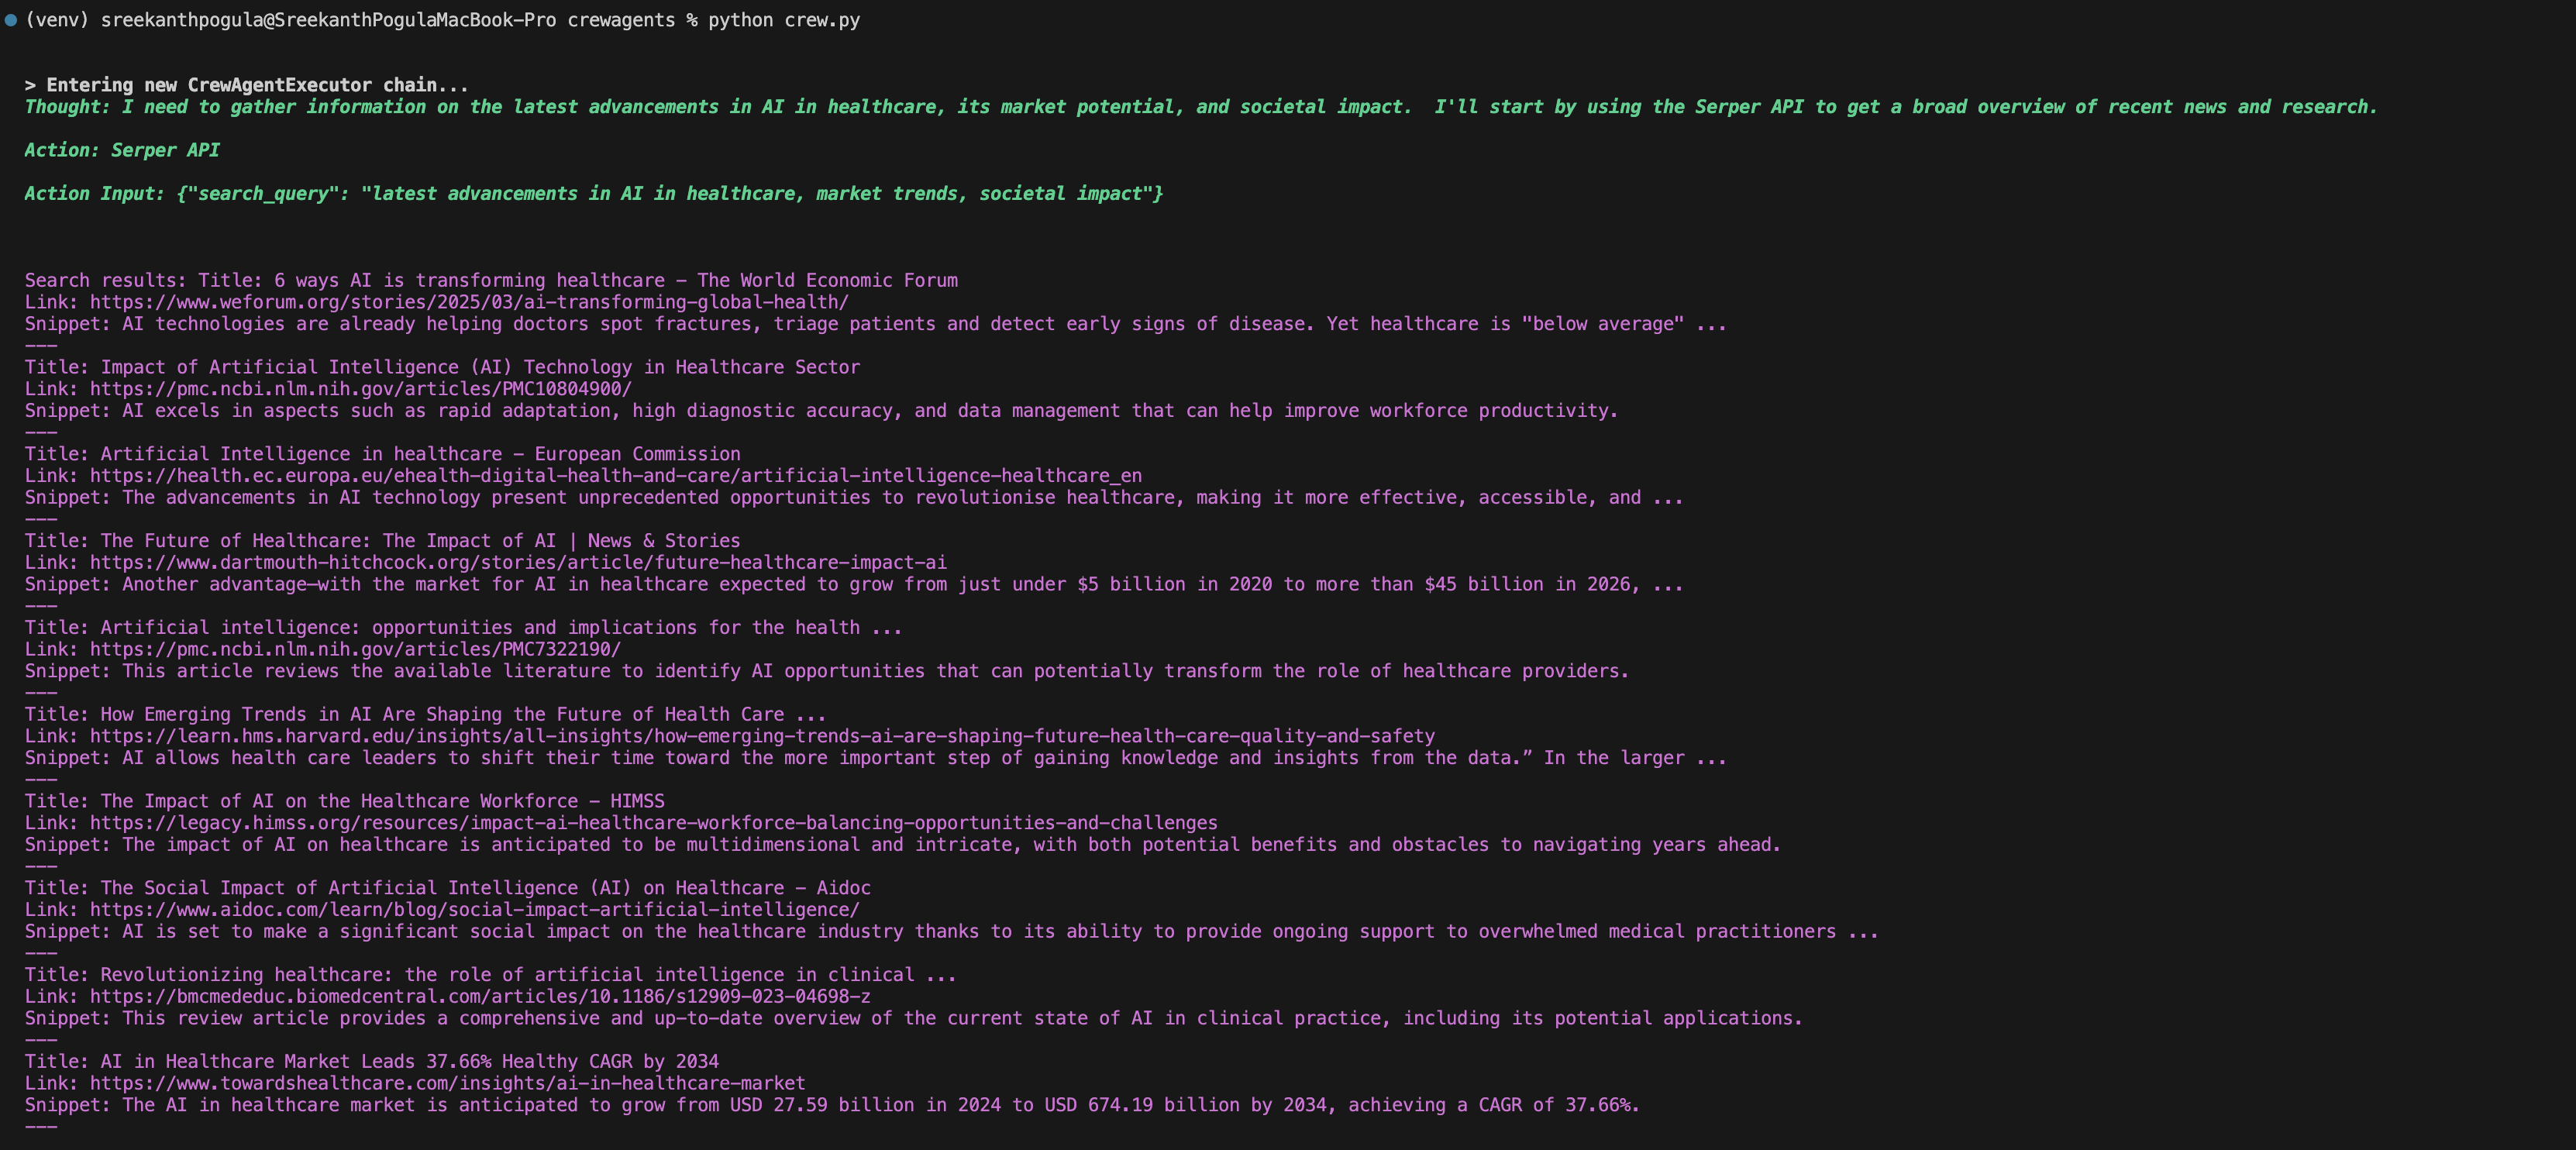 (venv) sreekanthpogula@SreekanthPogulaMacBook-Pro crewagents % python crew.py
> Entering new CrewAgentExecutor chain...
Thought: I need to gather information on the latest advancements in AI in healthcare, its market potential, and societal impact.  I'll start by using the Serper API to get a broad overview of recent news and research.
Action: Serper API
Action Input: {"search_query": "latest advancements in AI in healthcare, market trends, societal impact"}
Search results: Title: 6 ways AI is transforming healthcare - The World Economic Forum
Link: https://www.weforum.org/stories/2025/03/ai-transforming-global-health/
Snippet: AI technologies are already helping doctors spot fractures, triage patients and detect early signs of disease. Yet healthcare is "below average" ...
---
Title: Impact of Artificial Intelligence (AI) Technology in Healthcare Sector
Link: https://pmc.ncbi.nlm.nih.gov/articles/PMC10804900/
Snippet: AI excels in aspects such as rapid adaptation, high diagnostic accuracy, and data management that can help improve workforce productivity.
---
Title: Artificial Intelligence in healthcare - European Commission
Link: https://health.ec.europa.eu/ehealth-digital-health-and-care/artificial-intelligence-healthcare_en
Snippet: The advancements in AI technology present unprecedented opportunities to revolutionise healthcare, making it more effective, accessible, and ...
---
Title: The Future of Healthcare: The Impact of AI | News & Stories
Link: https://www.dartmouth-hitchcock.org/stories/article/future-healthcare-impact-ai
Snippet: Another advantage—with the market for AI in healthcare expected to grow from just under $5 billion in 2020 to more than $45 billion in 2026, ...
---
Title: Artificial intelligence: opportunities and implications for the health ...
Link: https://pmc.ncbi.nlm.nih.gov/articles/PMC7322190/
Snippet: This article reviews the available literature to identify AI opportunities that can potentially transform the role of healthcare providers.
---
Title: How Emerging Trends in AI Are Shaping the Future of Health Care ...
Link: https://learn.hms.harvard.edu/insights/all-insights/how-emerging-trends-ai-are-shaping-future-health-care-quality-and-safety
Snippet: AI allows health care leaders to shift their time toward the more important step of gaining knowledge and insights from the data.” In the larger ...
---
Title: The Impact of AI on the Healthcare Workforce - HIMSS
Link: https://legacy.himss.org/resources/impact-ai-healthcare-workforce-balancing-opportunities-and-challenges
Snippet: The impact of AI on healthcare is anticipated to be multidimensional and intricate, with both potential benefits and obstacles to navigating years ahead.
---
Title: The Social Impact of Artificial Intelligence (AI) on Healthcare - Aidoc
Link: https://www.aidoc.com/learn/blog/social-impact-artificial-intelligence/
Snippet: AI is set to make a significant social impact on the healthcare industry thanks to its ability to provide ongoing support to overwhelmed medical practitioners ...
---
Title: Revolutionizing healthcare: the role of artificial intelligence in clinical ...
Link: https://bmcmededuc.biomedcentral.com/articles/10.1186/s12909-023-04698-z
Snippet: This review article provides a comprehensive and up-to-date overview of the current state of AI in clinical practice, including its potential applications.
---
Title: AI in Healthcare Market Leads 37.66% Healthy CAGR by 2034
Link: https://www.towardshealthcare.com/insights/ai-in-healthcare-market
Snippet: The AI in healthcare market is anticipated to grow from USD 27.59 billion in 2024 to USD 674.19 billion by 2034, achieving a CAGR of 37.66%.
---